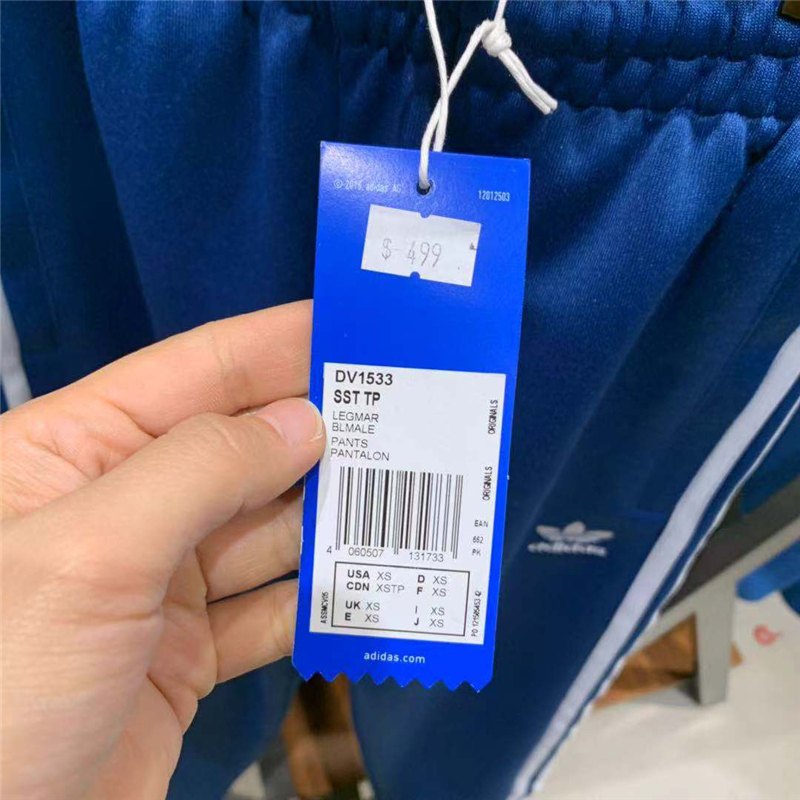 © 2016 adidas AG
12012503
$-499
DV1533
SST TP
LEGMAR
BLMALE
PANTS
PANTALON
ORIGINALS
ORIGINALS
EAN
662
PK
4 060507 131733
USA XS D XS
CDN XSTP F XS
UK XS I XS
E XS J XS
adidas.com
adidas